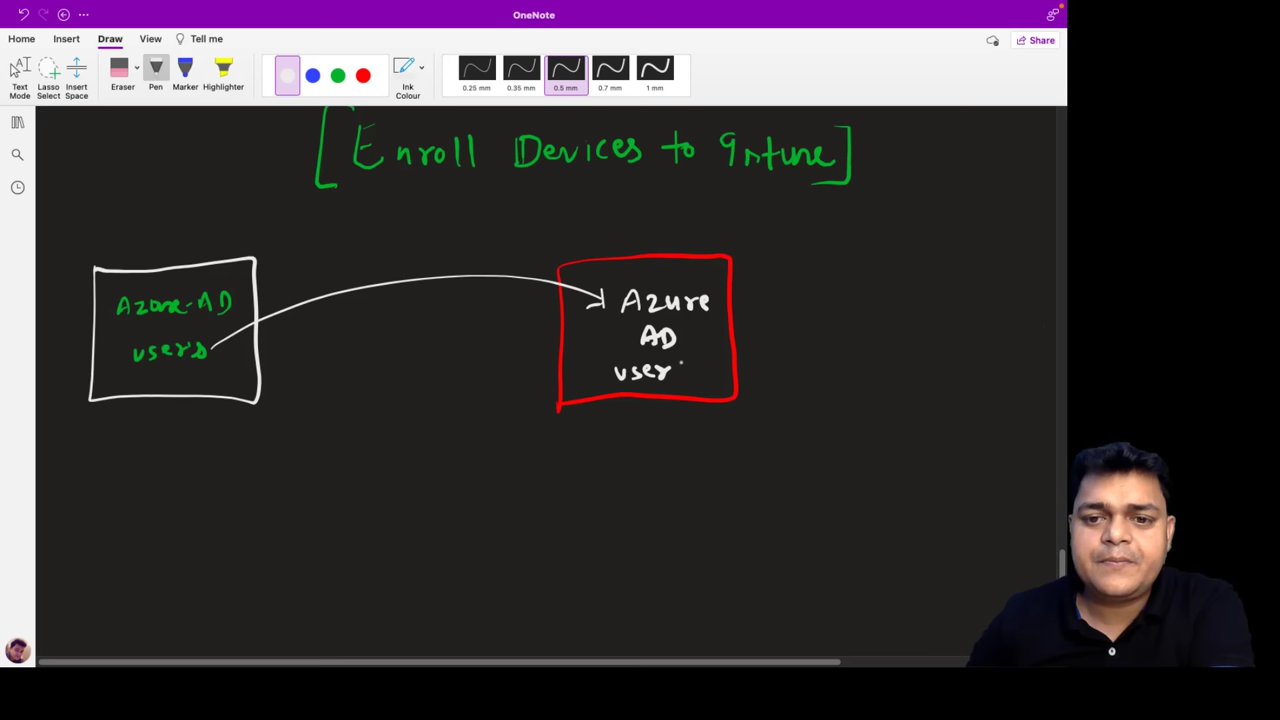 OneNote
Home Insert Draw View Tell me
Share
Text Mode
Lasso Select
Insert Space
Eraser
Pen
Marker
Highlighter
Ink Colour
0.25 mm
0.35 mm
0.5 mm
0.7 mm
1 mm
[Enroll Devices to Intune]
Azure-AD
users
Azure
AD
user